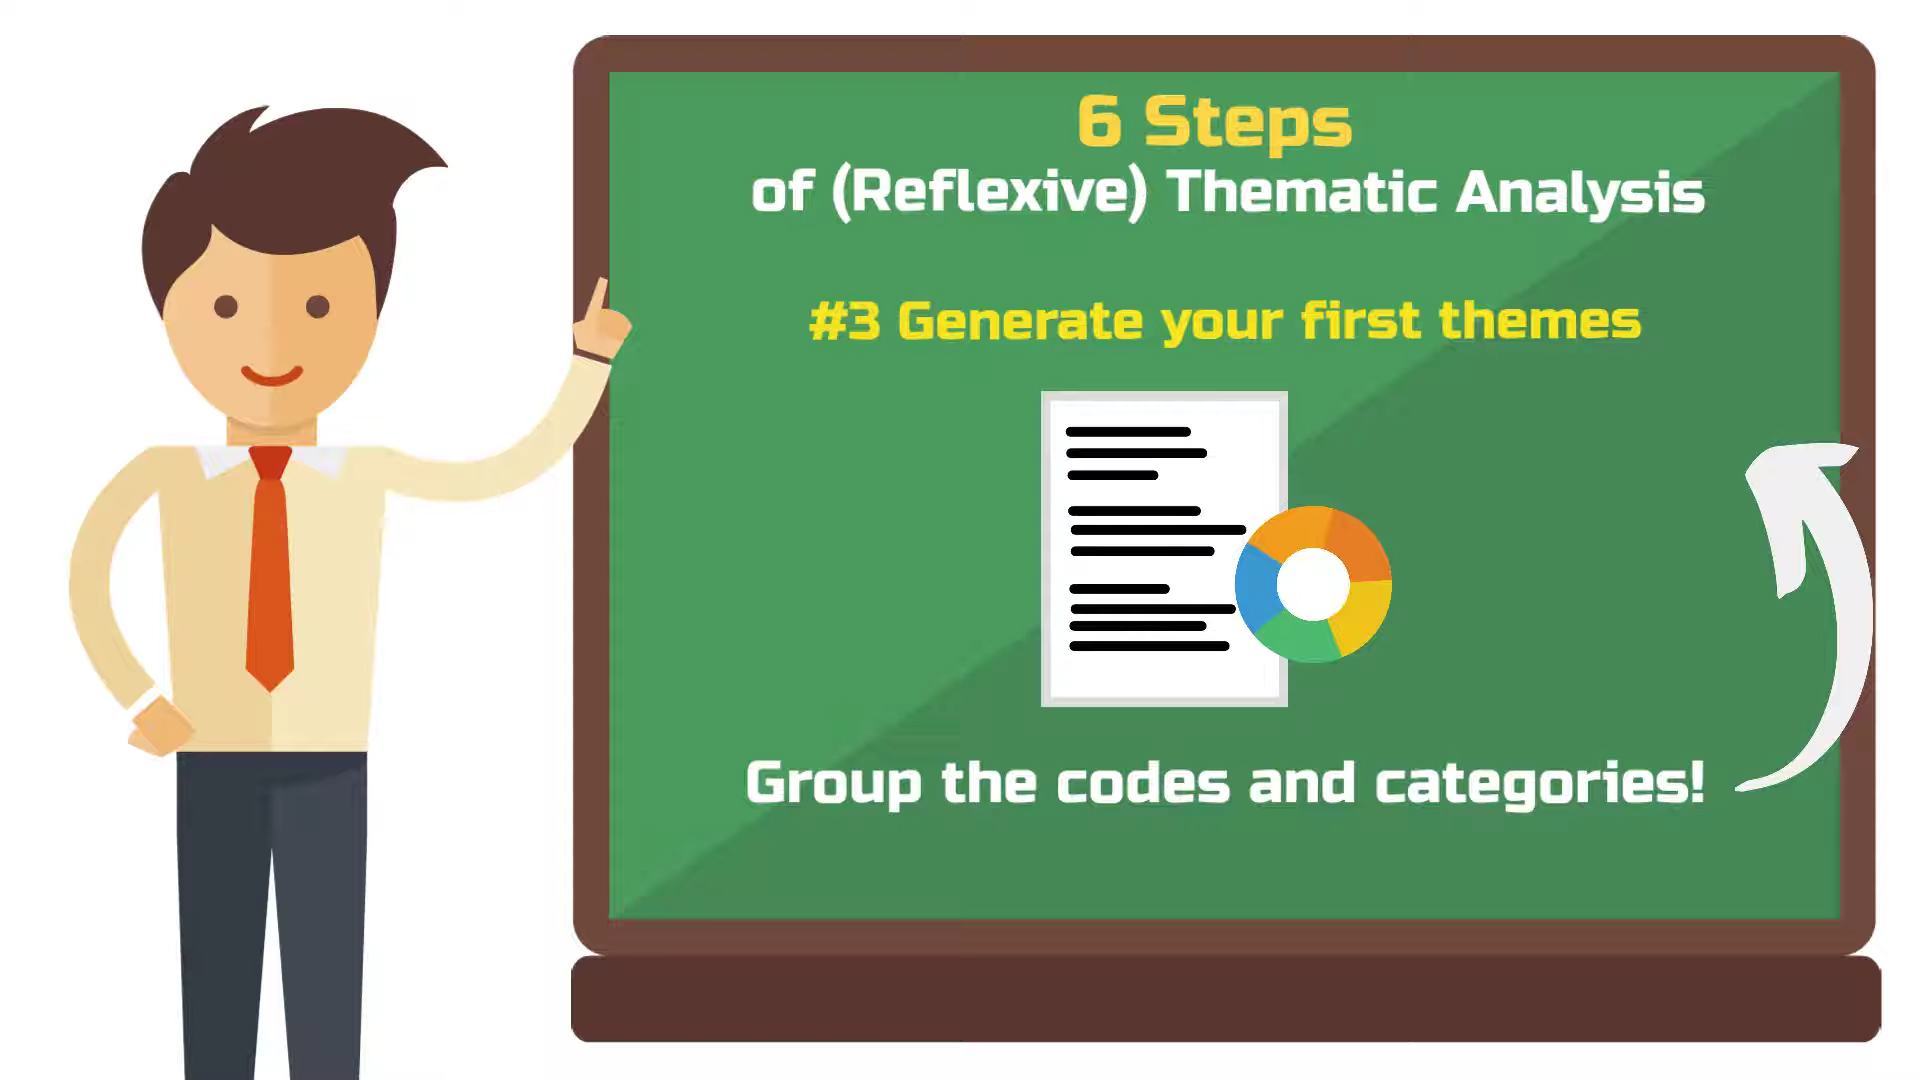 6 Steps
of (Reflexive) Thematic Analysis
#3 Generate your first themes
Group the codes and categories!